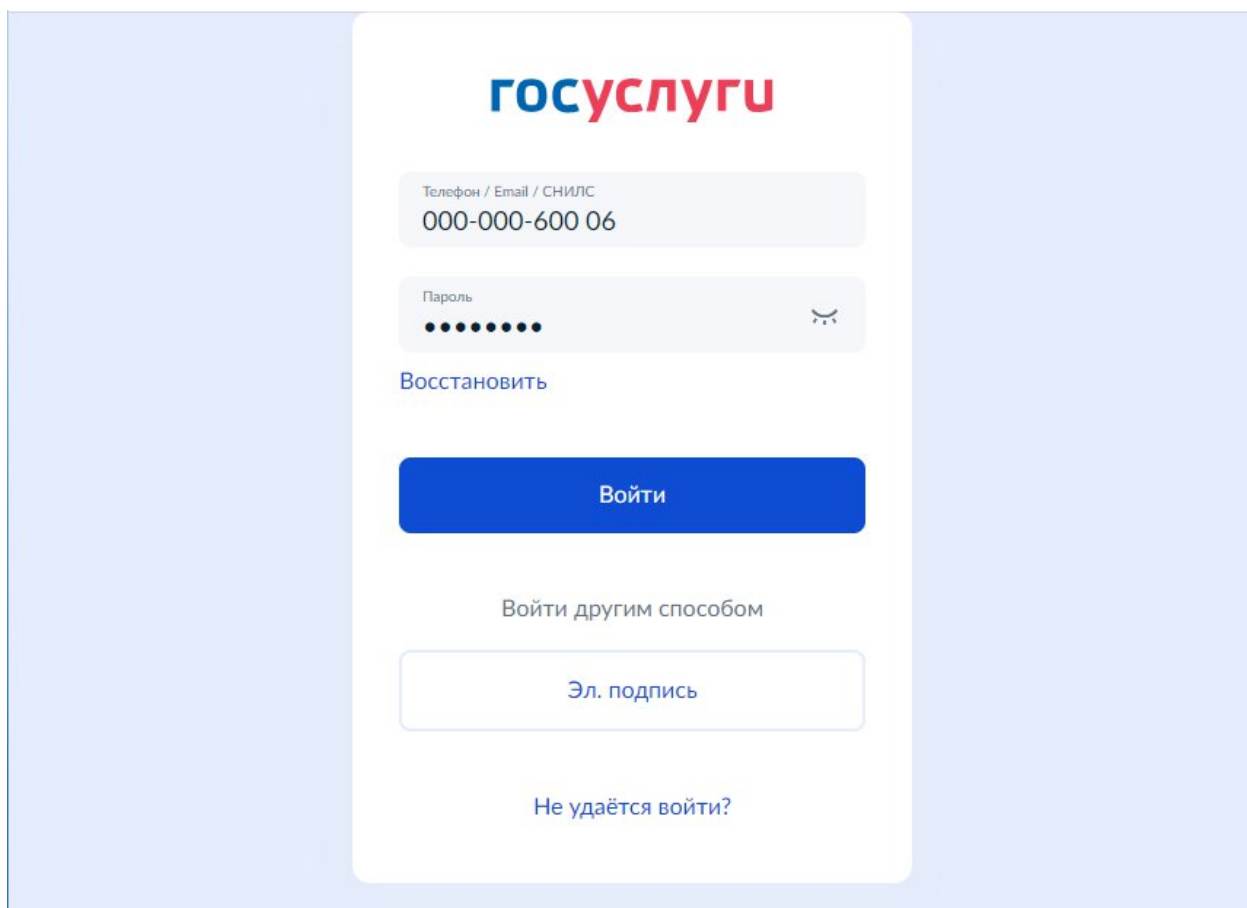 госуслуги
Телефон / Email / СНИЛС
000-000-600 06
Пароль
••••••••
Восстановить
Войти
Войти другим способом
Эл. подпись
Не удаётся войти?